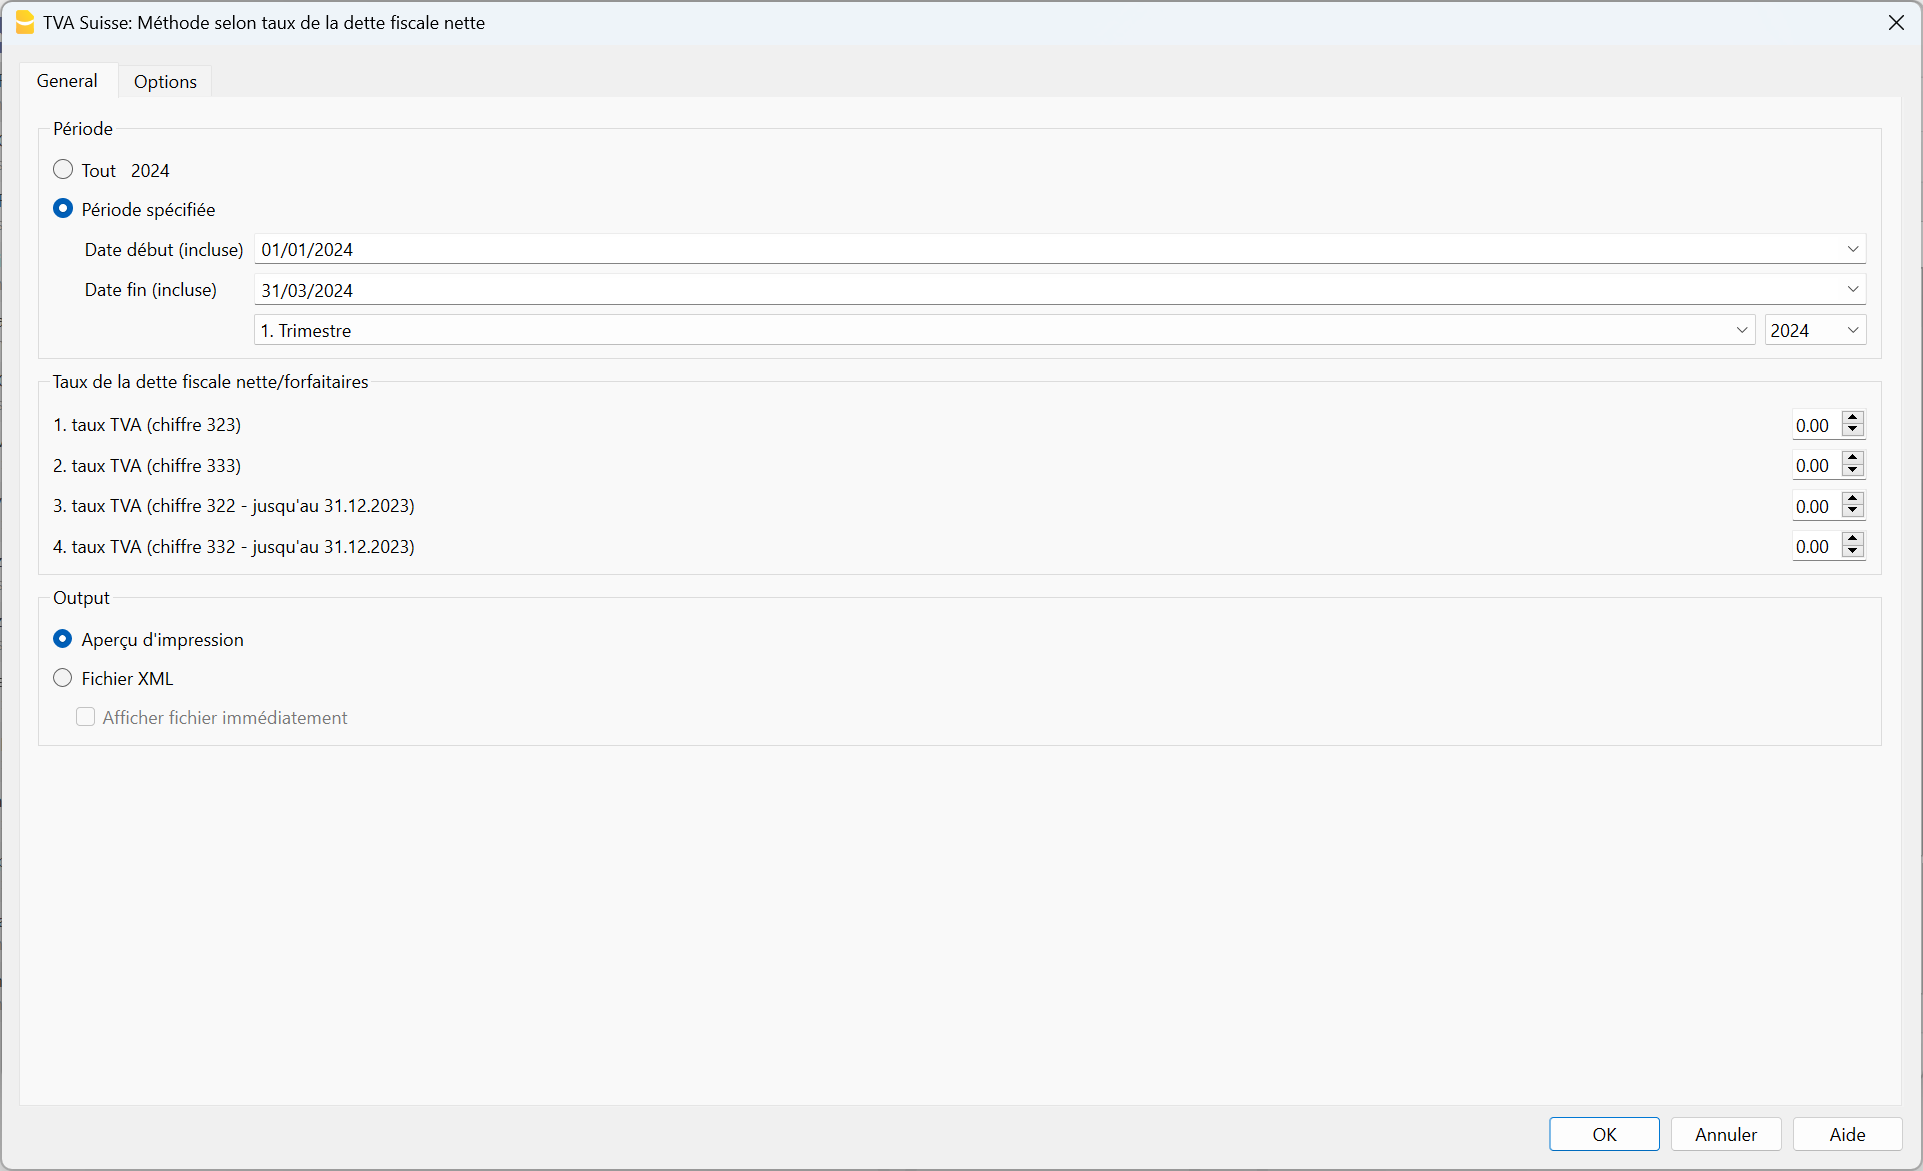 TVA Suisse: Méthode selon taux de la dette fiscale nette
General Options
Période
Tout 2024
Période spécifiée
Date début (incluse) 01/01/2024
Date fin (incluse) 31/03/2024
1. Trimestre 2024
Taux de la dette fiscale nette/forfaitaires
1. taux TVA (chiffre 323) 0.00
2. taux TVA (chiffre 333) 0.00
3. taux TVA (chiffre 322 - jusqu'au 31.12.2023) 0.00
4. taux TVA (chiffre 332 - jusqu'au 31.12.2023) 0.00
Output
Aperçu d'impression
Fichier XML
Afficher fichier immédiatement
OK Annuler Aide